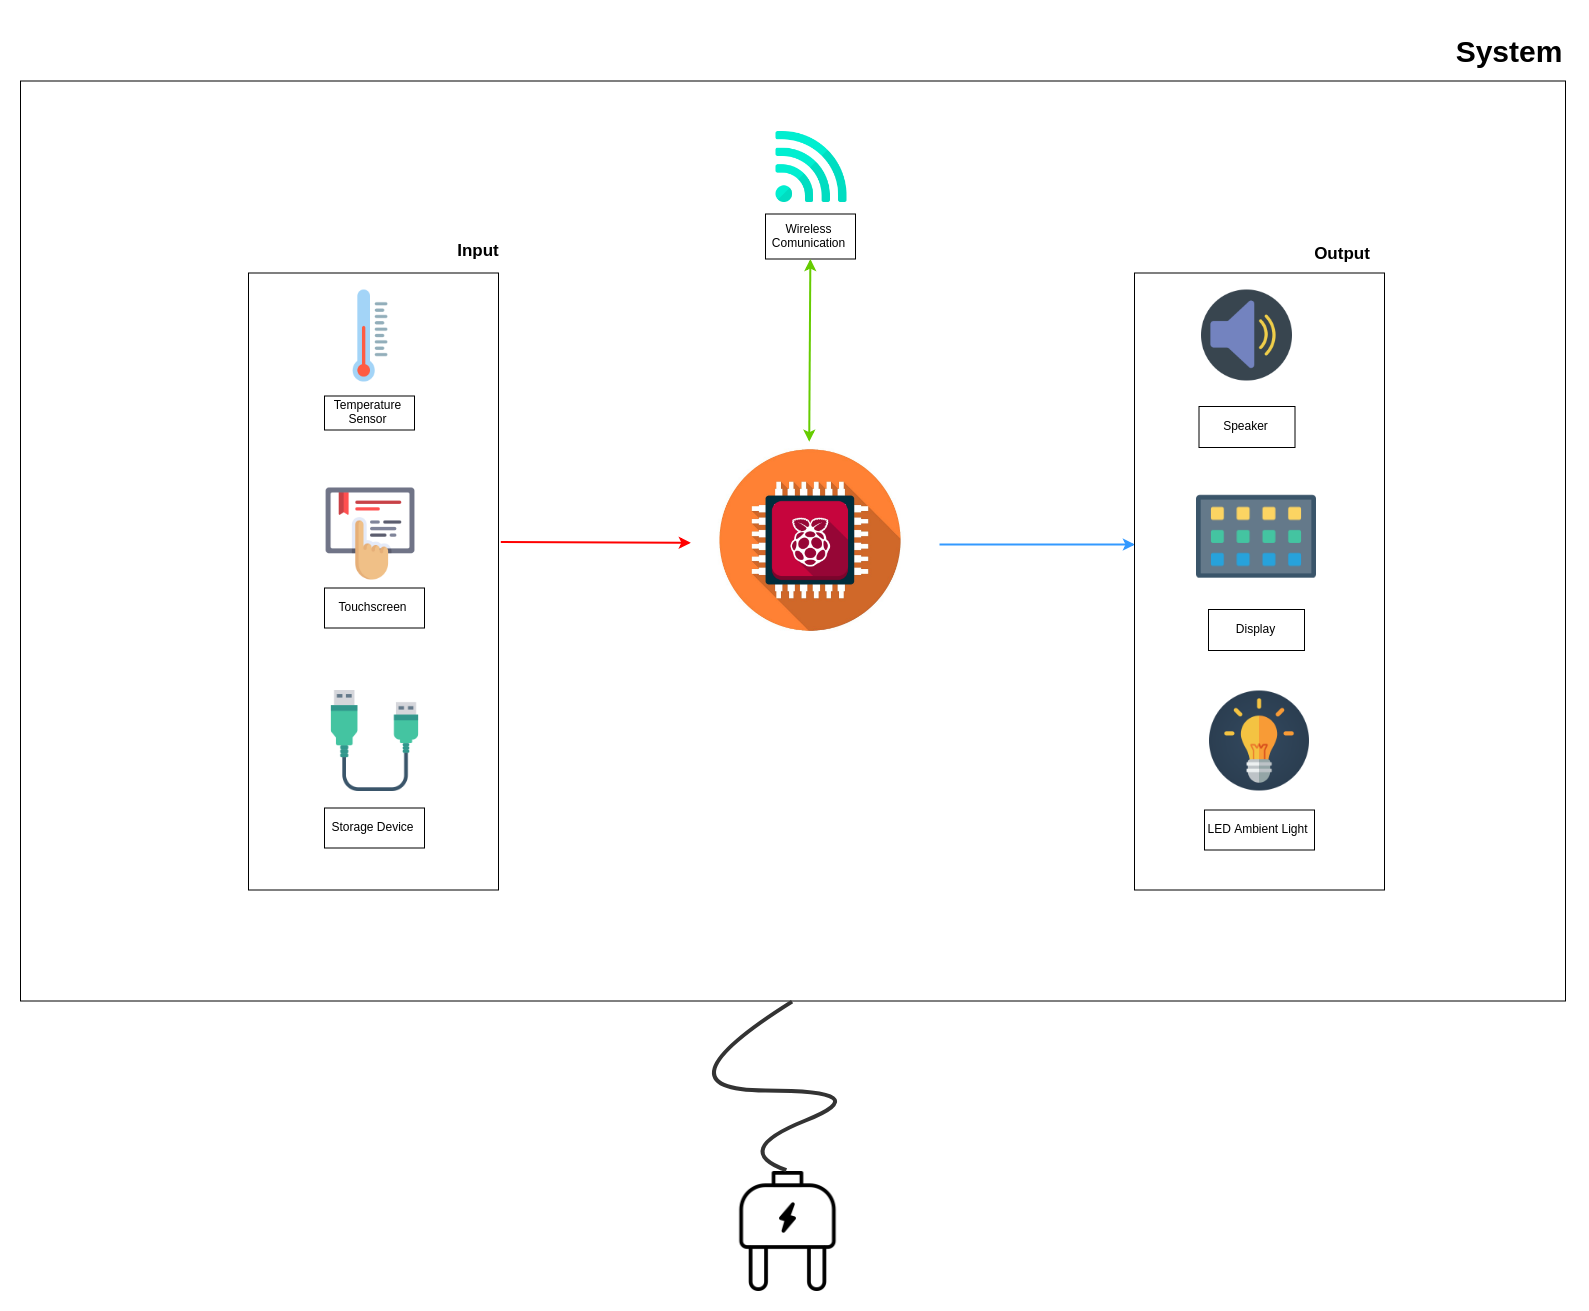 System
Wireless
Comunication
Input
Output
Temperature
Sensor
Speaker
Touchscreen
Display
Storage Device
LED Ambient Light